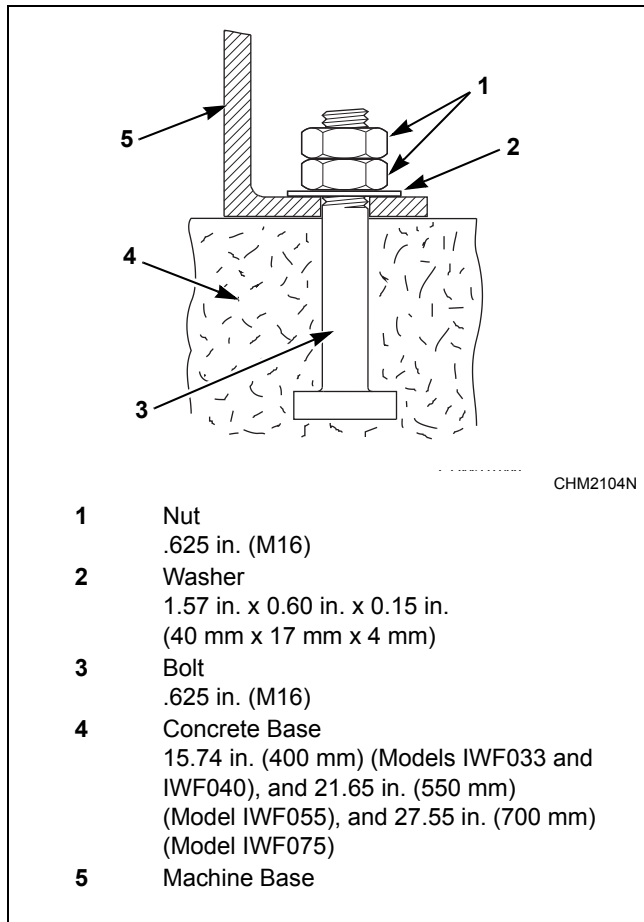 1
5
2
4
3
CHM2104N
1 Nut
.625 in. (M16)
2 Washer
1.57 in. x 0.60 in. x 0.15 in.
(40 mm x 17 mm x 4 mm)
3 Bolt
.625 in. (M16)
4 Concrete Base
15.74 in. (400 mm) (Models IWF033 and
IWF040), and 21.65 in. (550 mm)
(Model IWF055), and 27.55 in. (700 mm)
(Model IWF075)
5 Machine Base